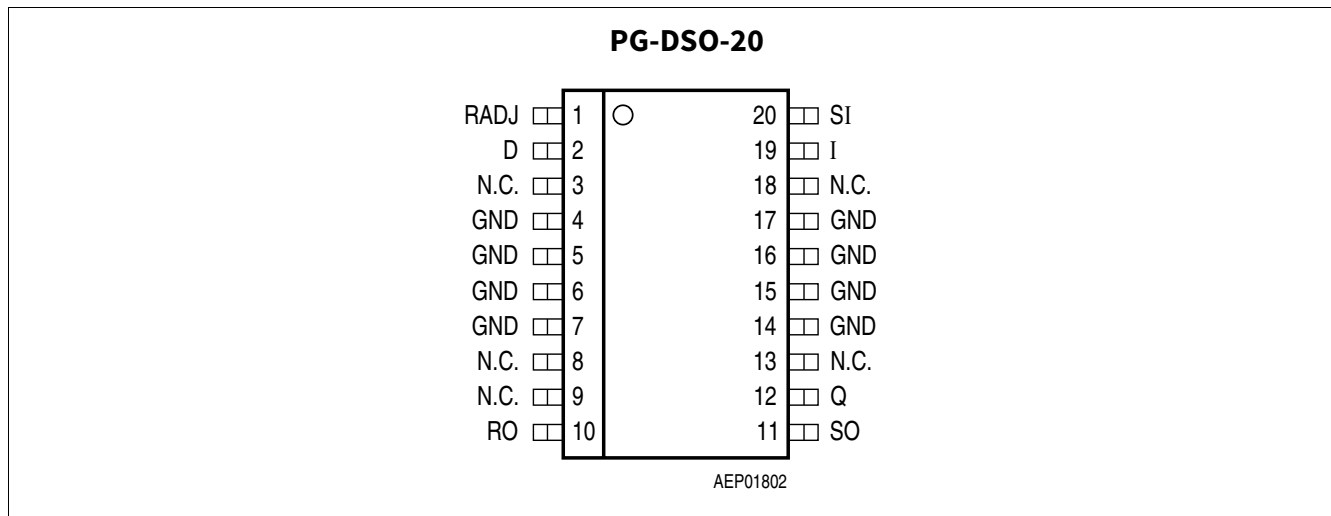 PG-DSO-20
RADJ 1 20 SI
D 2 19 I
N.C. 3 18 N.C.
GND 4 17 GND
GND 5 16 GND
GND 6 15 GND
GND 7 14 GND
N.C. 8 13 N.C.
N.C. 9 12 Q
RO 10 11 SO
AEP01802